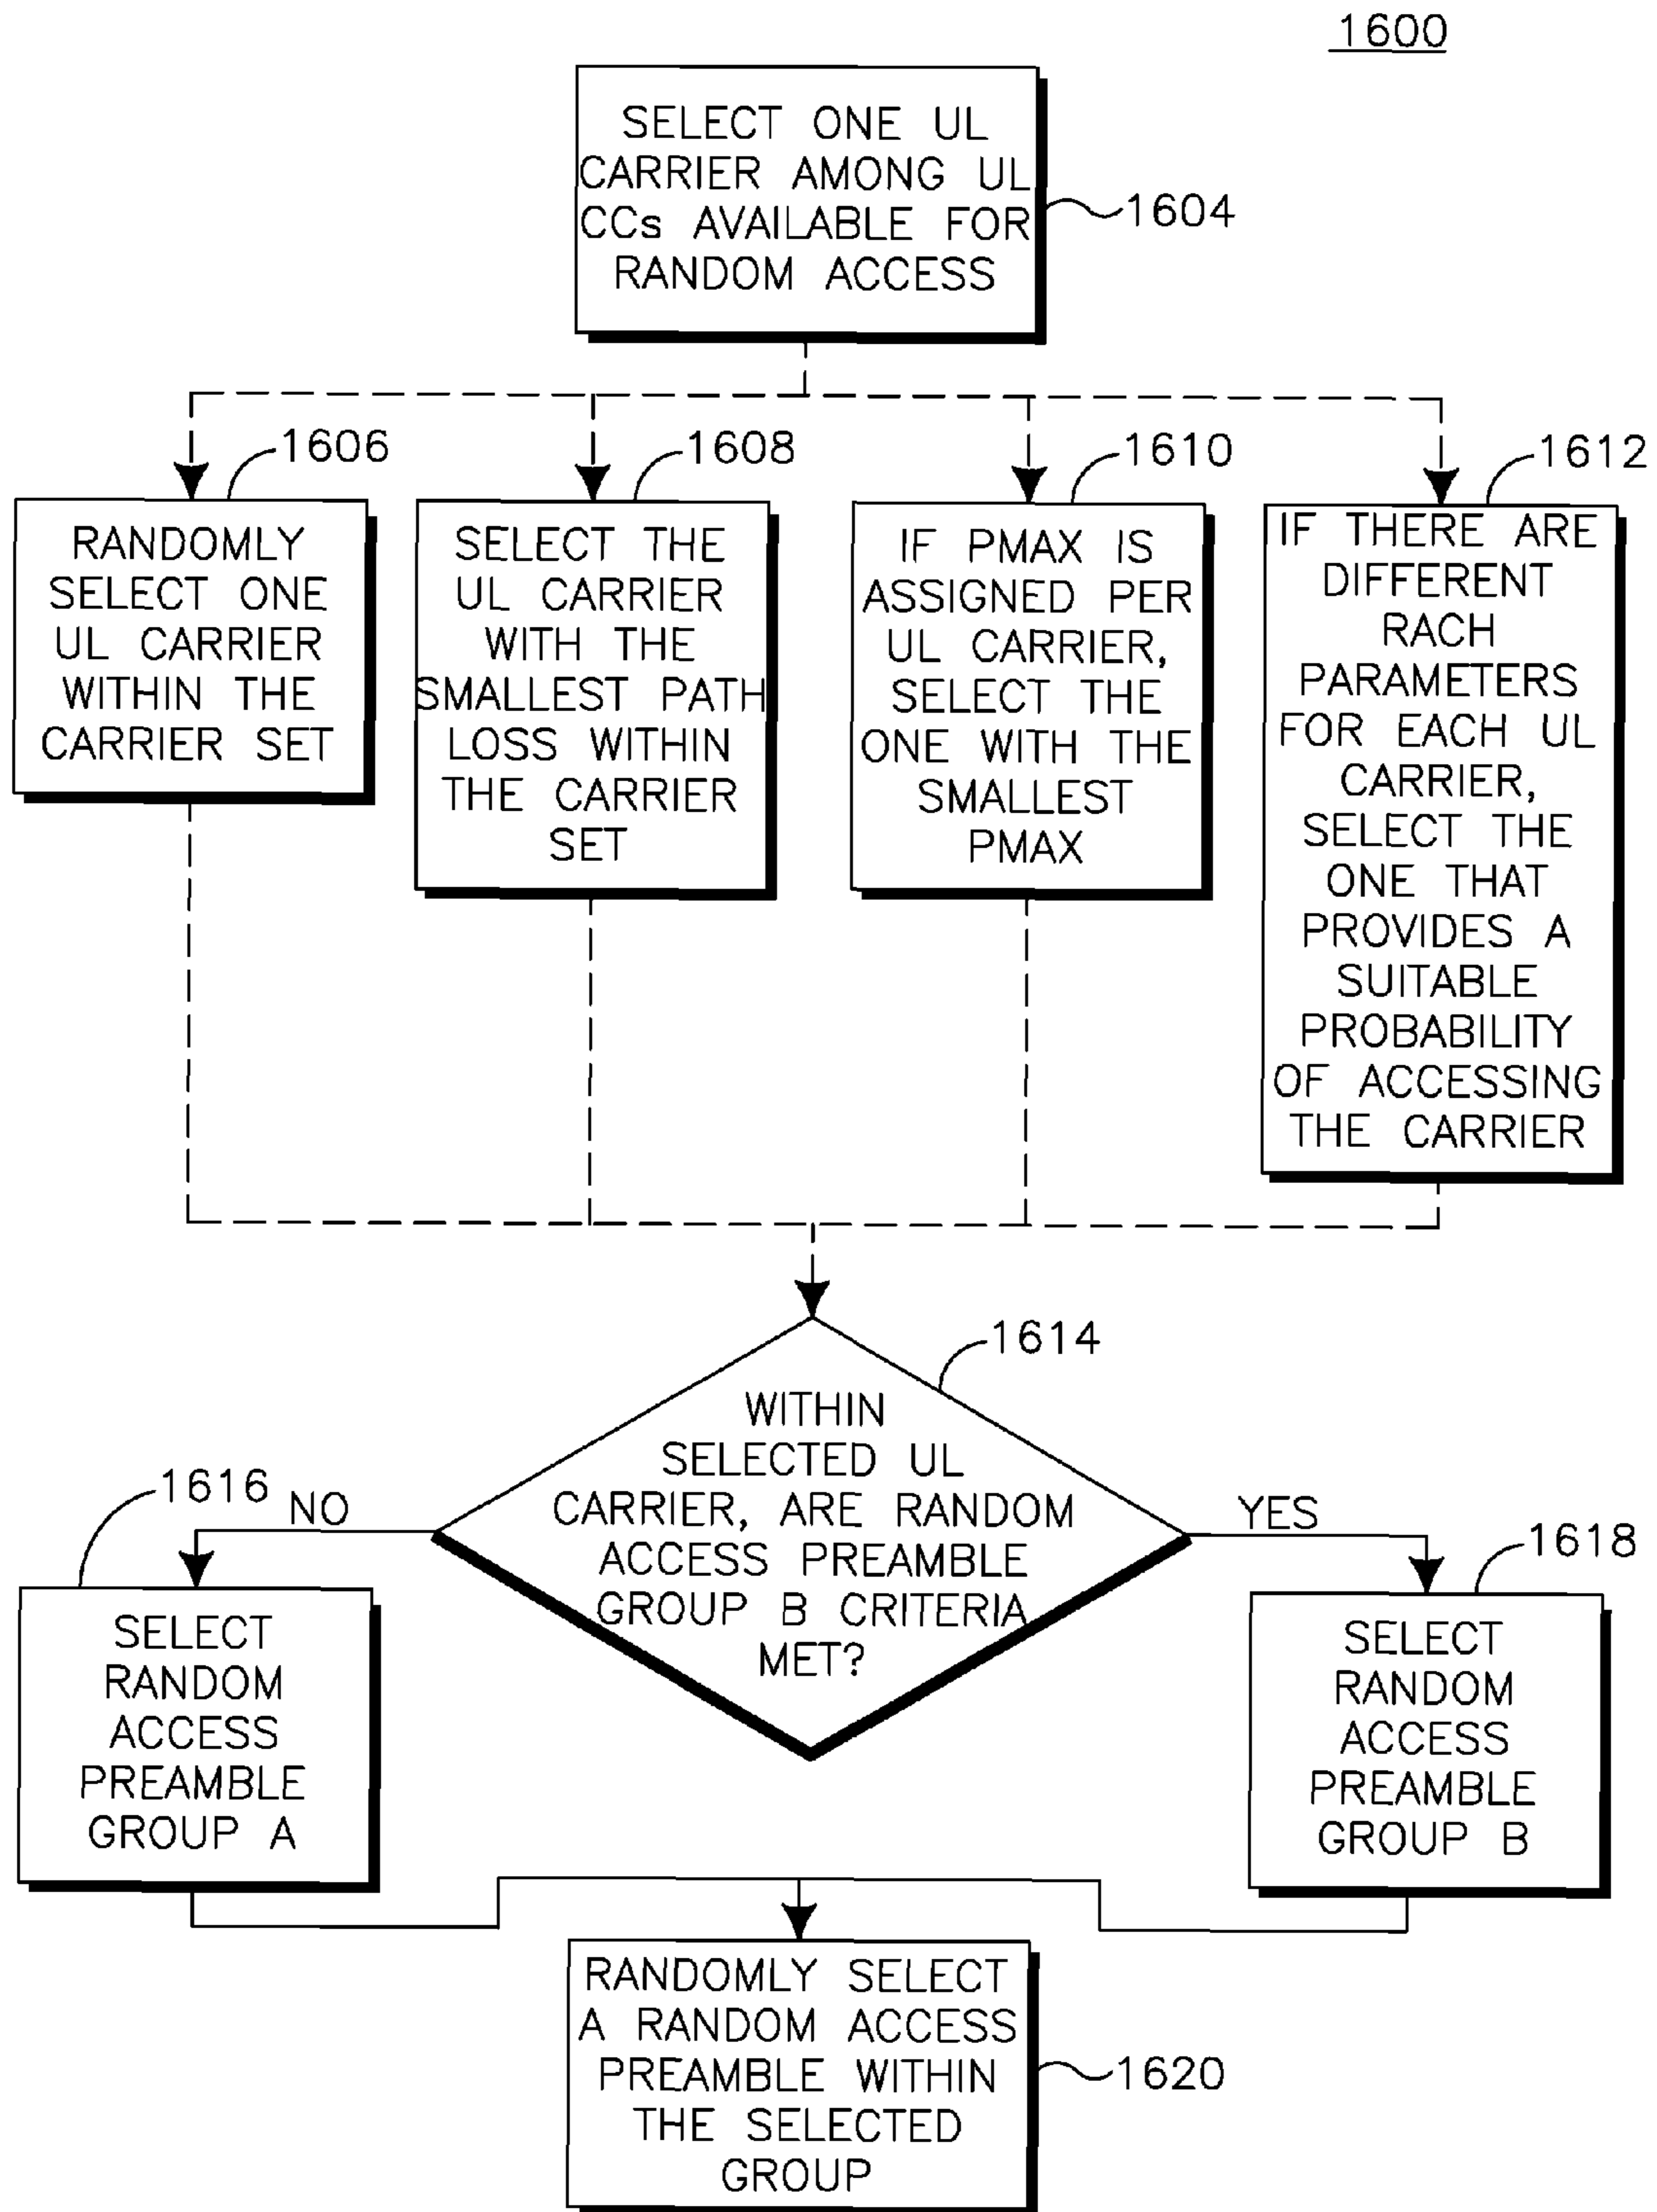 1600
SELECT ONE UL
CARRIER AMONG UL
CCs AVAILABLE FOR
RANDOM ACCESS
1604
1606
RANDOMLY
SELECT ONE
UL CARRIER
WITHIN THE
CARRIER SET
1608
SELECT THE
UL CARRIER
WITH THE
SMALLEST PATH
LOSS WITHIN
THE CARRIER
SET
1610
IF PMAX IS
ASSIGNED PER
UL CARRIER,
SELECT THE
ONE WITH THE
SMALLEST
PMAX
1612
IF THERE ARE
DIFFERENT
RACH
PARAMETERS
FOR EACH UL
CARRIER,
SELECT THE
ONE THAT
PROVIDES A
SUITABLE
PROBABILITY
OF ACCESSING
THE CARRIER
1614
WITHIN
SELECTED UL
CARRIER, ARE RANDOM
ACCESS PREAMBLE
GROUP B CRITERIA
MET?
1616
NO
SELECT
RANDOM
ACCESS
PREAMBLE
GROUP A
YES
1618
SELECT
RANDOM
ACCESS
PREAMBLE
GROUP B
RANDOMLY SELECT
A RANDOM ACCESS
PREAMBLE WITHIN
THE SELECTED
GROUP
1620